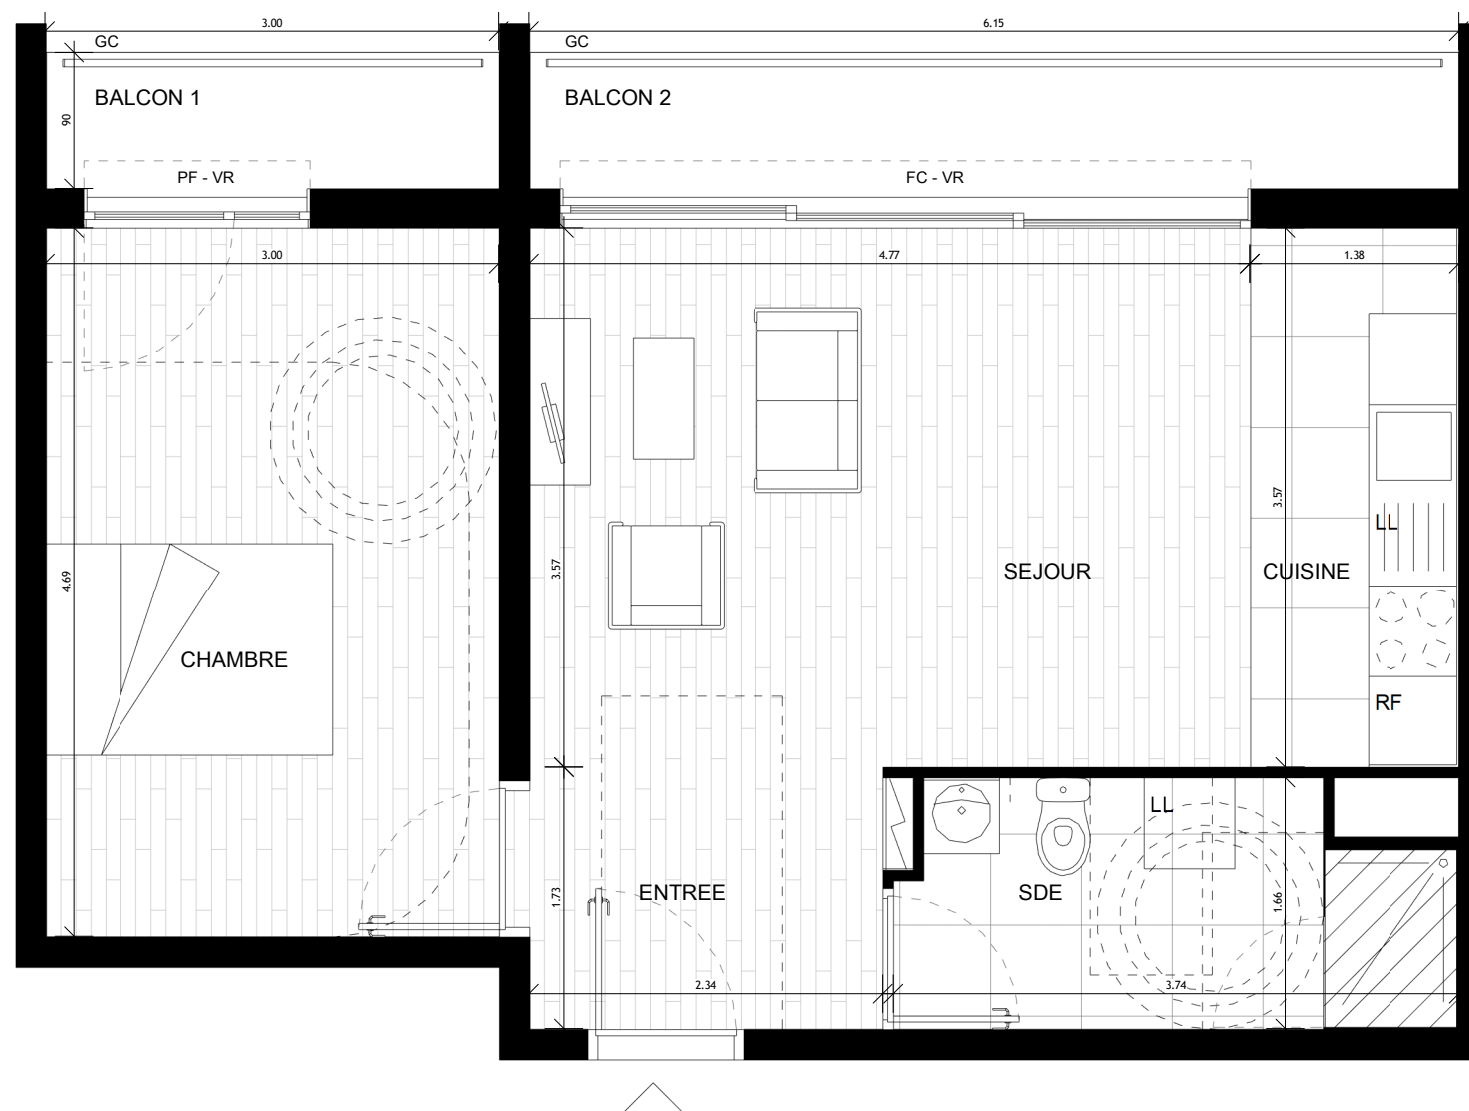 3.00
6.15
GC
GC
BALCON 1
BALCON 2
90
PF - VR
FC - VR
3.00
4.77
1.38
3.57
LL
3.57
4.69
SEJOUR
CUISINE
CHAMBRE
RF
LL
ENTREE
1.73
SDE
1.66
2.34
3.74